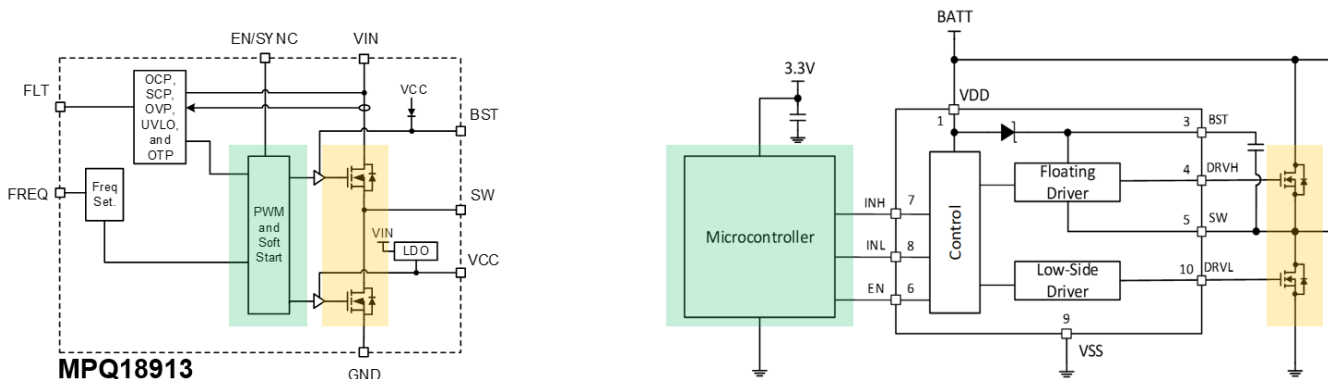 EN/SYNC
VIN
FLT
OCP,
SCP,
OVP,
UVLO,
and
OTP
VCC
BST
FREQ
Freq
Set.
PWM
and
Soft
Start
SW
VIN
LDO
VCC
MPQ18913
GND
BATT
3.3V
VDD
1
3
BST
Floating
Driver
4
DRVH
INH
7
Microcontroller
Control
5
SW
INL
8
Low-Side
Driver
10
DRVL
EN
6
9
VSS